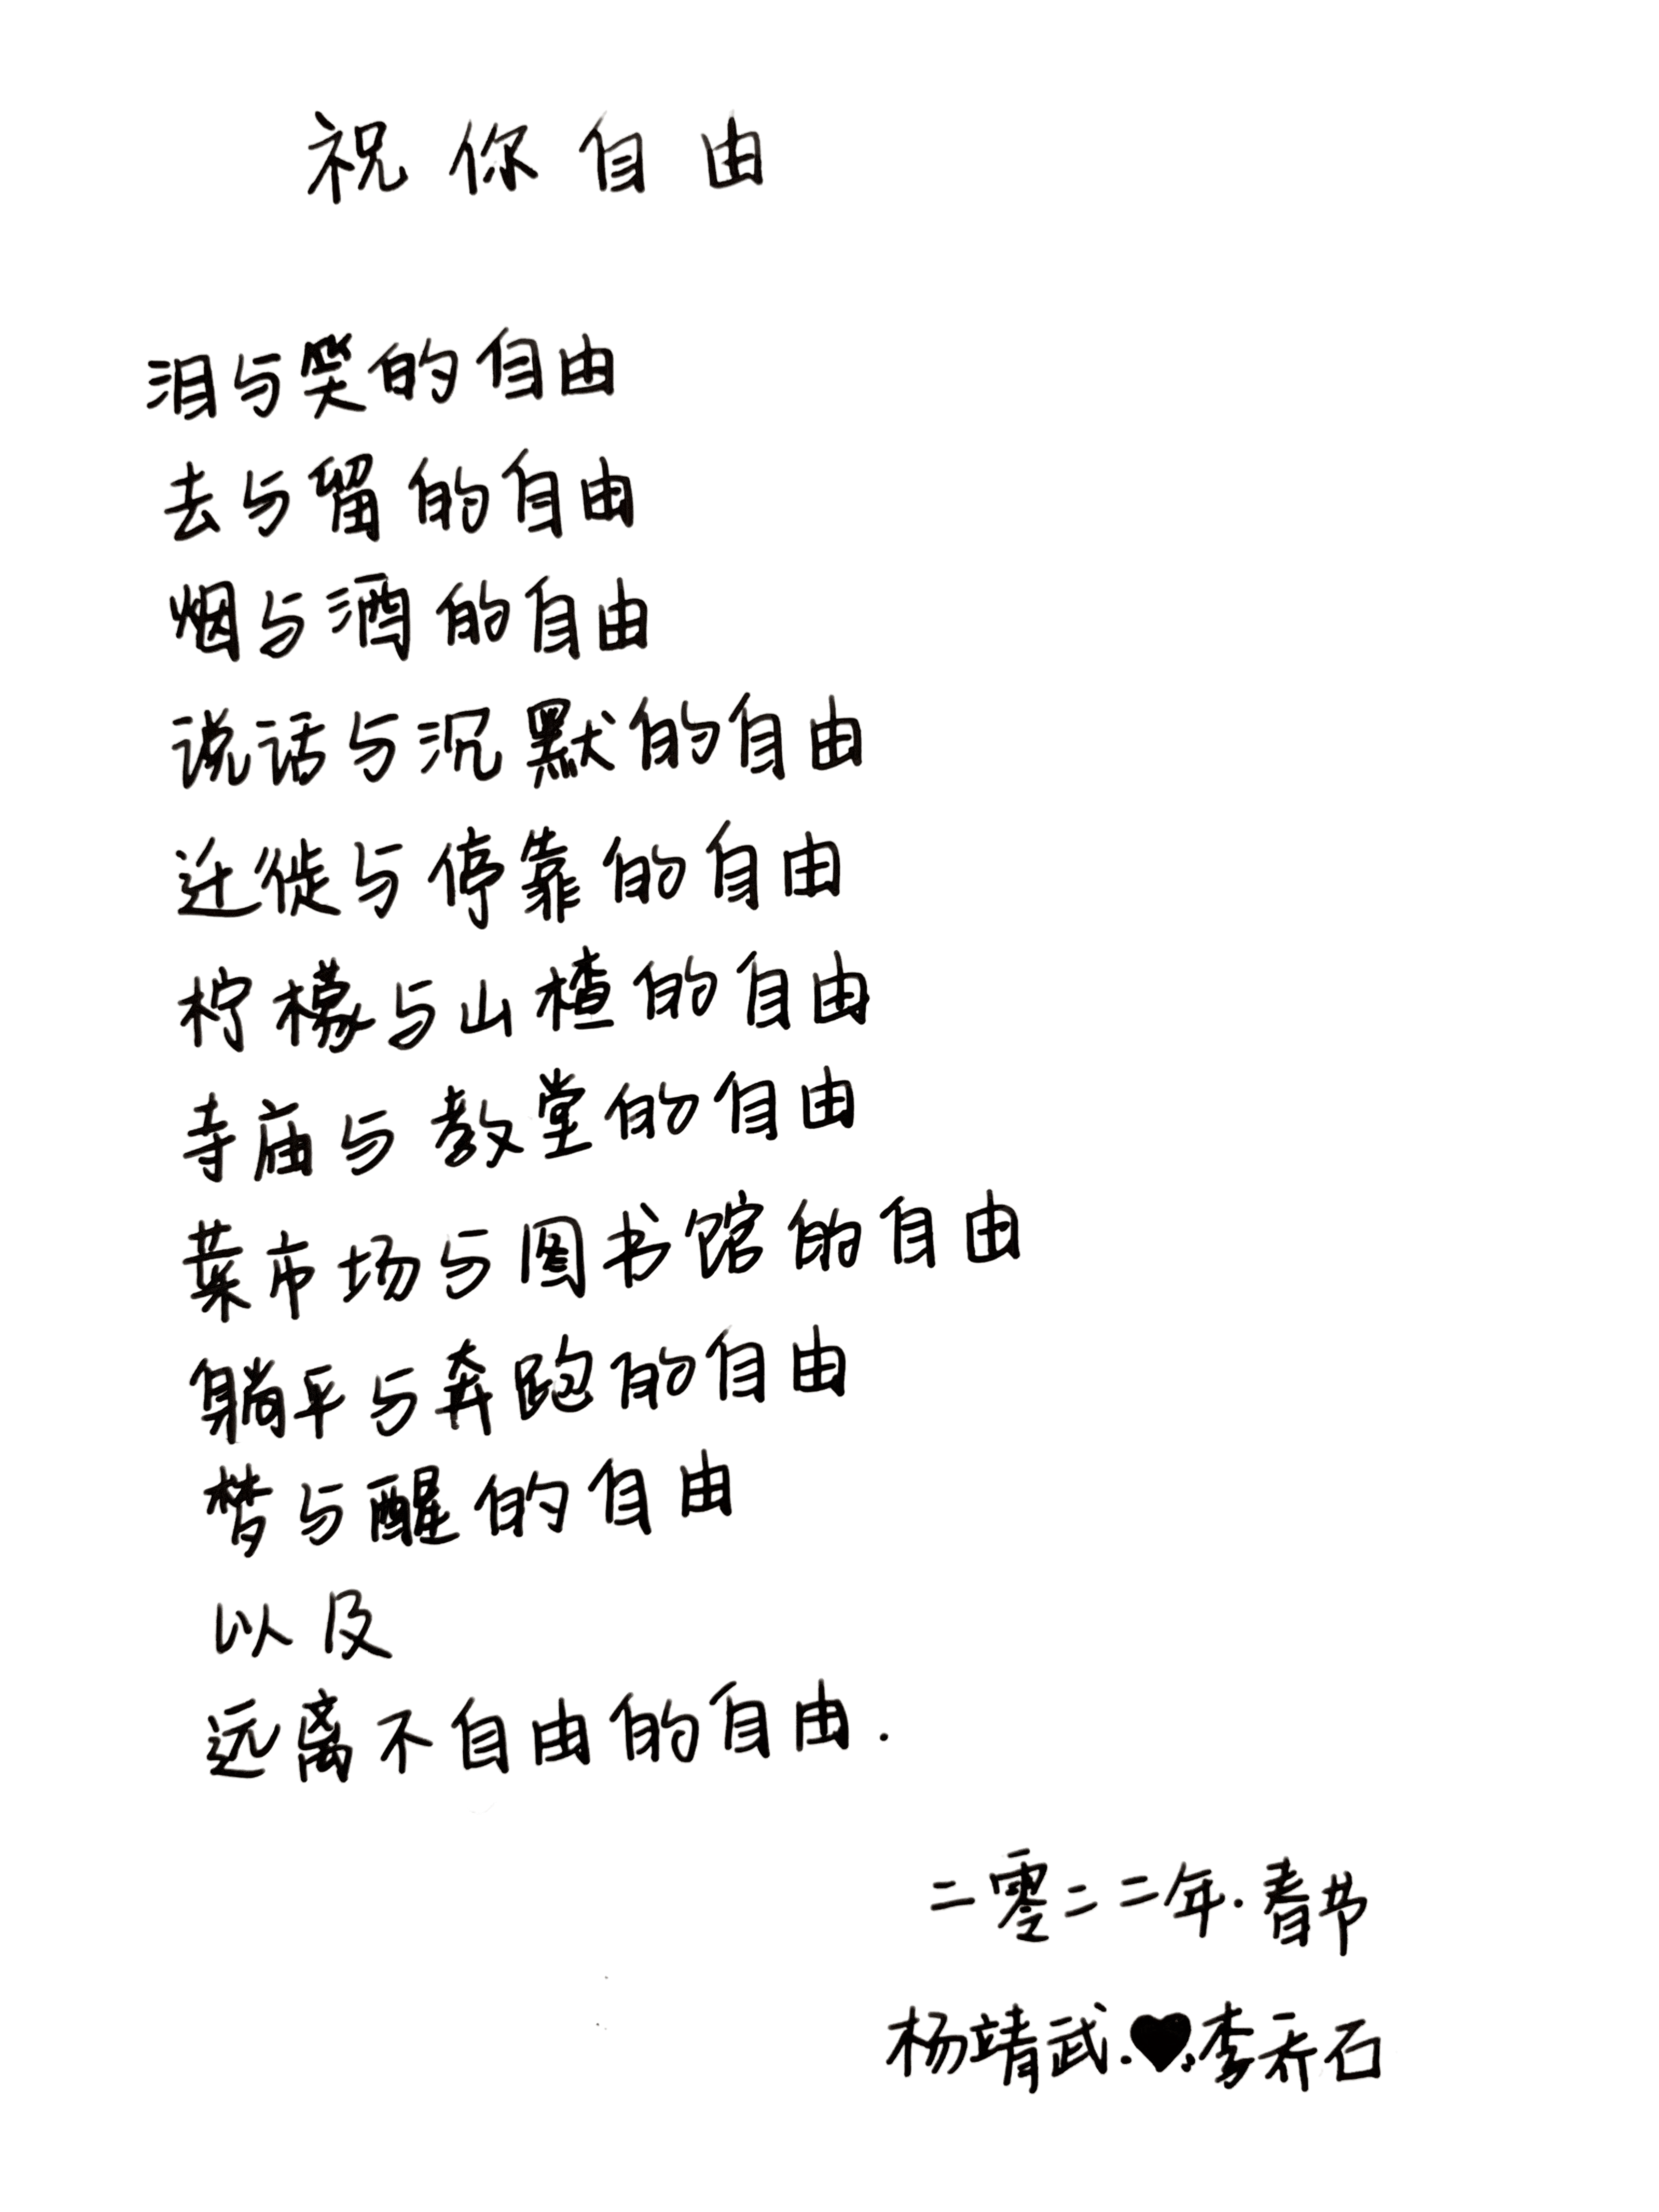 祝你自由
泪与笑的自由
去与留的自由
烟与酒的自由
说话与沉默的自由
迁徙与停靠的自由
柠檬与山楂的自由
寺庙与教堂的自由
菜市场与图书馆的自由
躺平与奔跑的自由
梦与醒的自由
以及
远离不自由的自由.
二零二二年.春节
杨靖武.♥.李乔石